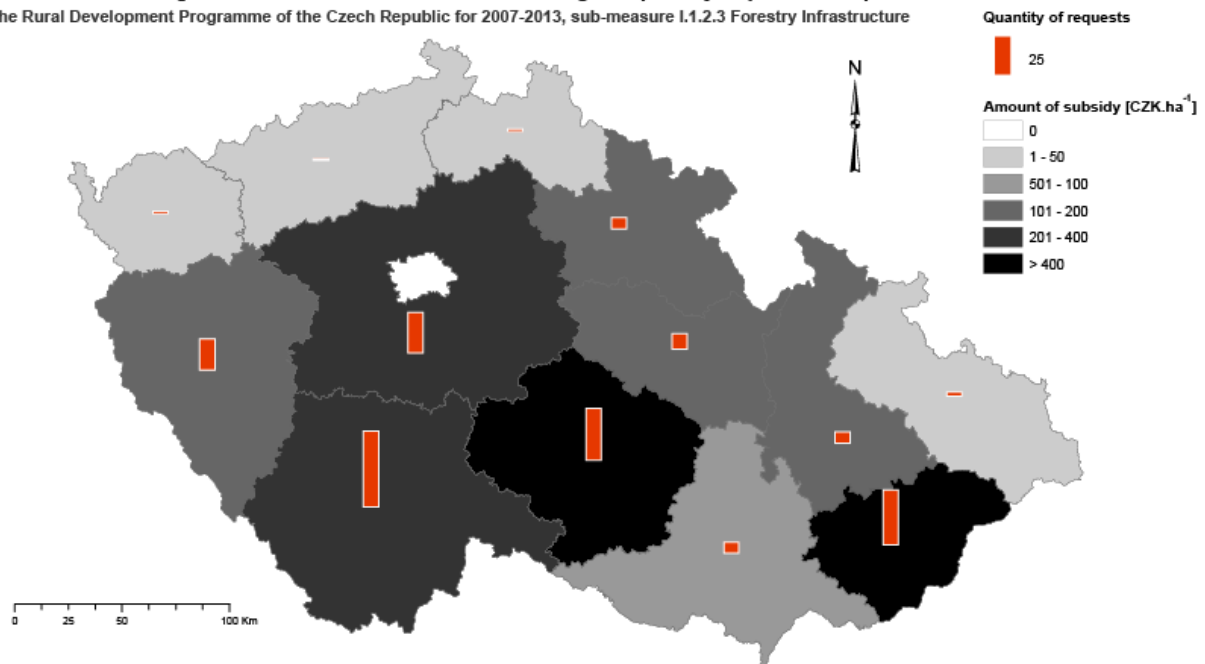 he Rural Development Programme of the Czech Republic for 2007-2013, sub-measure I.1.2.3 Forestry Infrastructure
Quantity of requests
25
N
Amount of subsidy [CZK.ha⁻¹]
0
1 - 50
501 - 100
101 - 200
201 - 400
> 400
0 25 50 100 Km